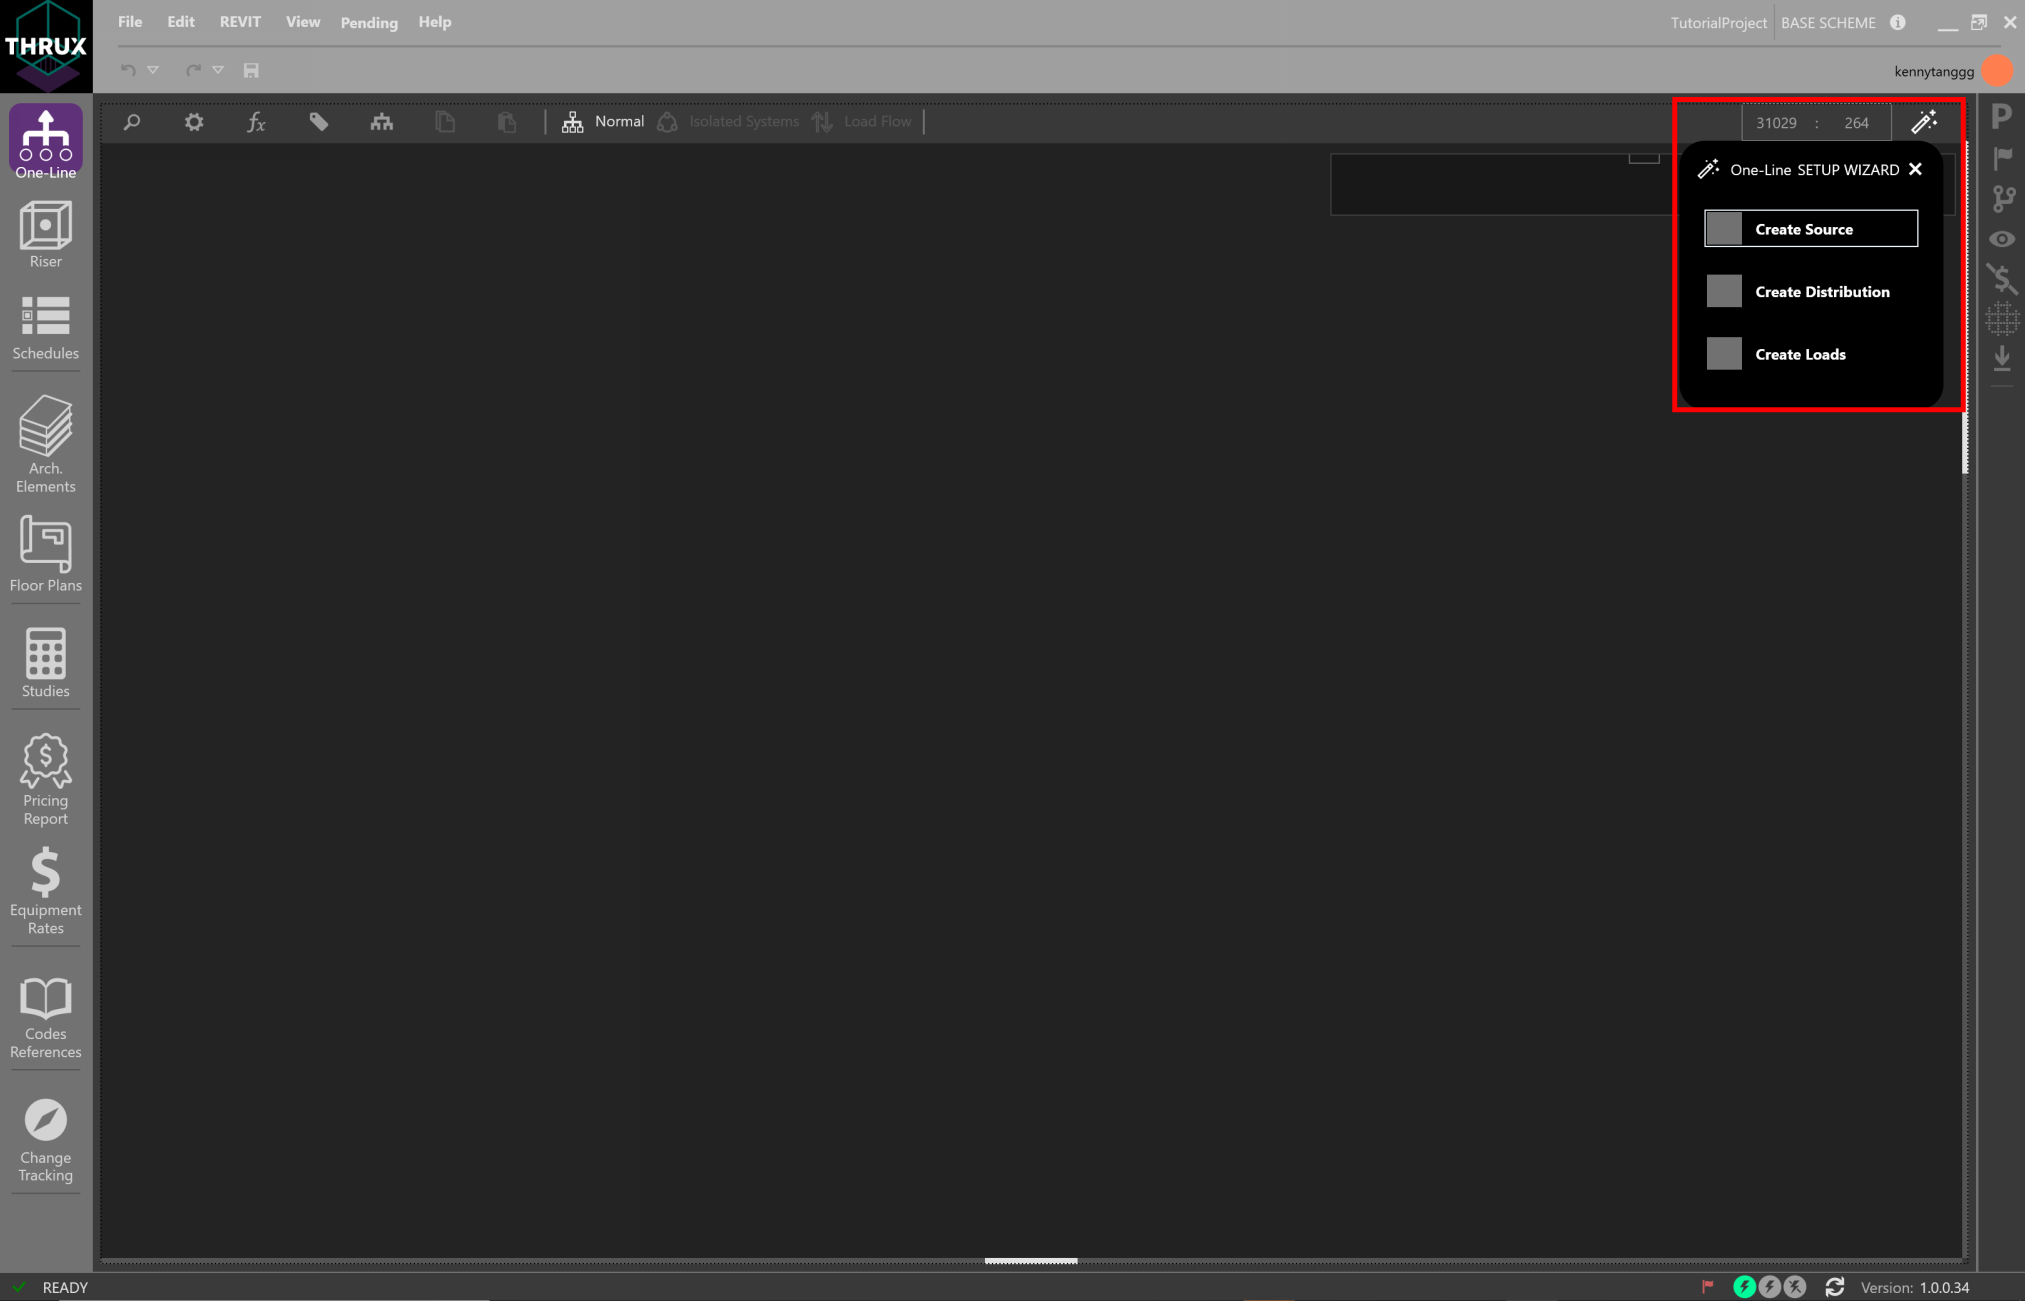 THRUX
File Edit REVIT View Pending Help
TutorialProject BASE SCHEME
kennytanggg
fx Normal Isolated Systems Load Flow
31029 : 264
One-Line SETUP WIZARD
Create Source
Create Distribution
Create Loads
One-Line
Riser
Schedules
Arch.
Elements
Floor Plans
Studies
Pricing
Report
Equipment
Rates
Codes
References
Change
Tracking
P
READY
Version: 1.0.0.34